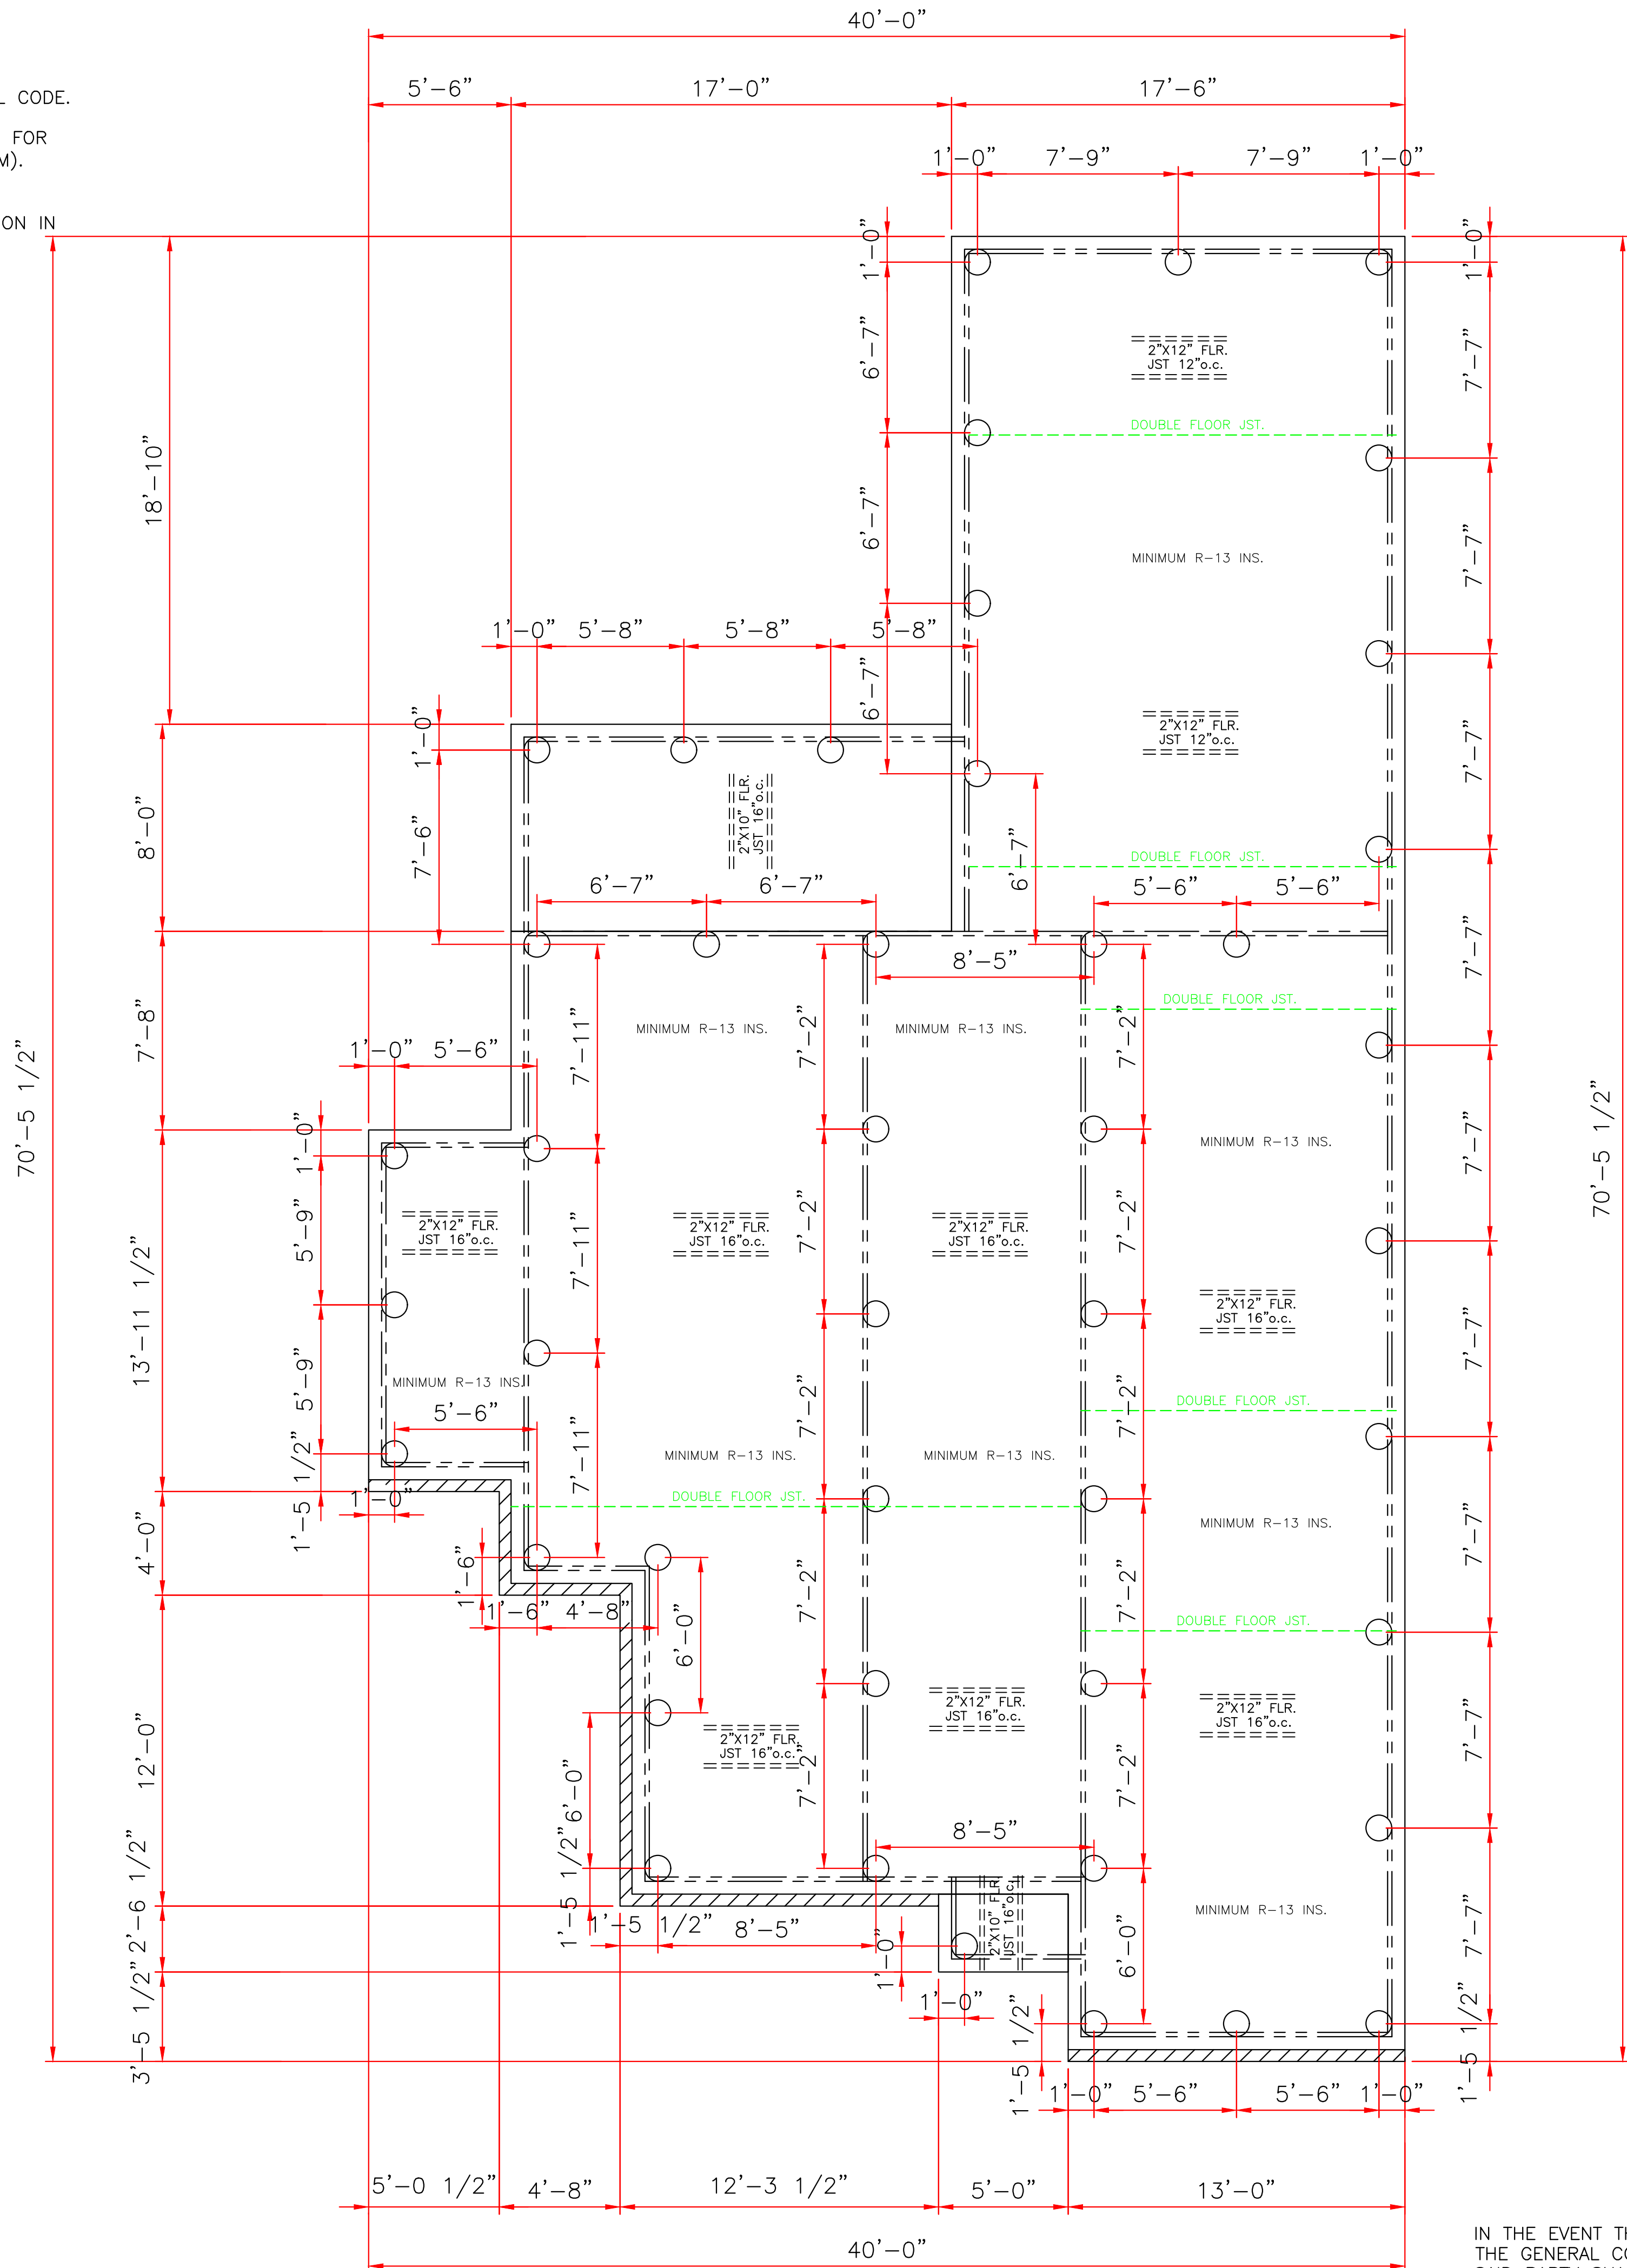 40'-0"
L CODE.
5'-6" 17'-0" 17'-6"
FOR
M).
1'-0" 7'-9" 7'-9" 1'-0"
ON IN
1'-0" 1'-0"
6'-7"
2"X12" FLR.
JST 12"o.c.
7'-7"
DOUBLE FLOOR JST.
18'-10"
6'-7"
7'-7"
MINIMUM R-13 INS.
1'-0" 5'-8" 5'-8" 5'-8"
6'-7"
1'-0"
2"X12" FLR.
JST 12"o.c.
7'-7"
2"X10" FLR.
JST 16"o.c.
8'-0"
7'-6"
6'-7"
DOUBLE FLOOR JST.
6'-7" 6'-7"
5'-6" 5'-6"
7'-7"
8'-5"
DOUBLE FLOOR JST.
7'-8"
MINIMUM R-13 INS. MINIMUM R-13 INS.
7'-11"
7'-2"
7'-2"
1'-0" 5'-6"
70'-5 1/2"
70'-5 1/2"
1'-0"
MINIMUM R-13 INS.
7'-7"
5'-9"
2"X12" FLR.
JST 16"o.c.
7'-11"
2"X12" FLR.
JST 16"o.c.
7'-2"
2"X12" FLR.
JST 16"o.c.
7'-2"
13'-11 1/2"
2"X12" FLR.
JST 16"o.c.
7'-7"
5'-9"
MINIMUM R-13 INS.
5'-6"
7'-2"
7'-2"
DOUBLE FLOOR JST.
7'-11"
MINIMUM R-13 INS. MINIMUM R-13 INS.
1'-5 1/2"
1'-0"
DOUBLE FLOOR JST.
MINIMUM R-13 INS.
7'-7"
4'-0"
1'-6"
1'-6" 4'-8"
6'-0"
7'-2"
7'-2"
DOUBLE FLOOR JST.
2"X12" FLR.
JST 16"o.c.
2"X12" FLR.
JST 16"o.c.
2"X12" FLR.
JST 16"o.c.
7'-7"
12'-0"
6'-0"
7'-2
7'-2"
8'-5"
1'-5 1/2"
2'-6 1/2"
1'-5 1/2" 8'-5"
1'-0"
2"X10" FLR.
JST 16"o.c.
MINIMUM R-13 INS.
6'-0"
7'-7"
1'-0"
3'-5 1/2"
1'-5 1/2"
1'-5 1/2"
1'-0" 5'-6" 5'-6" 1'-0"
5'-0 1/2" 4'-8" 12'-3 1/2" 5'-0" 13'-0"
40'-0"
IN THE EVENT
THE GENERAL